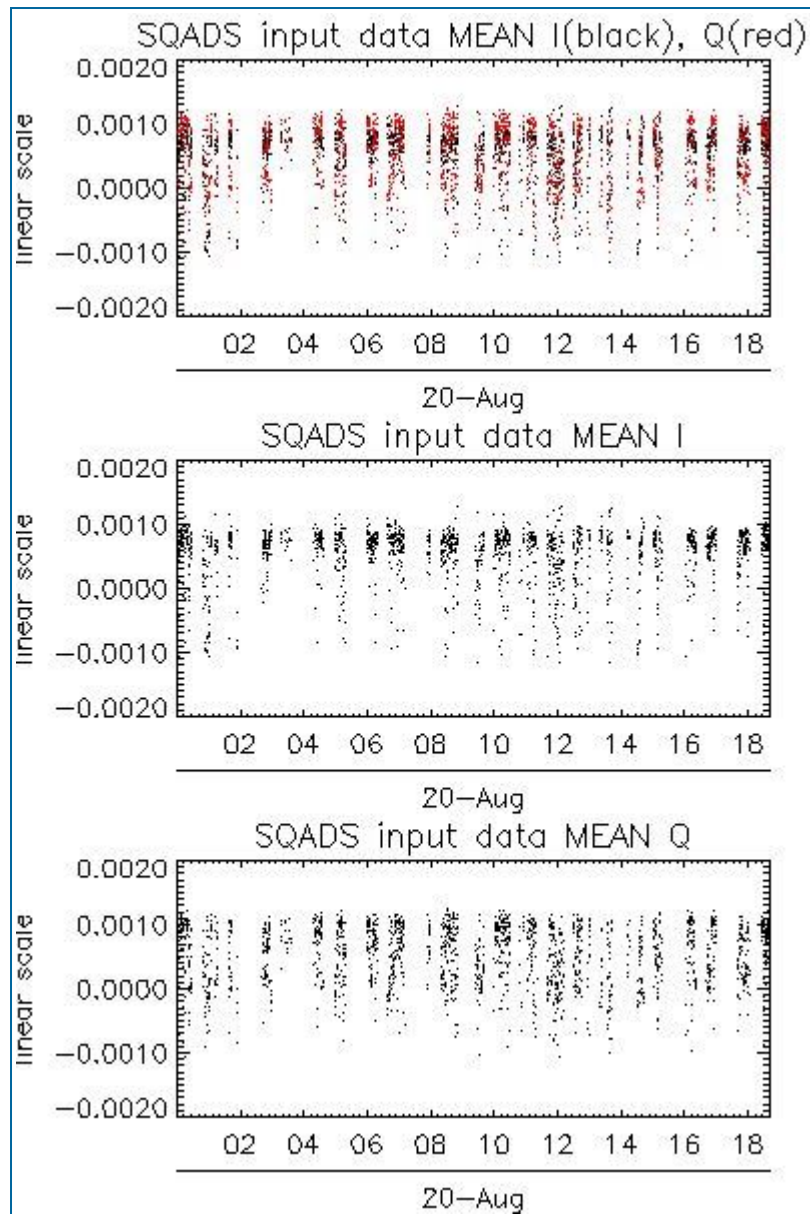 SQADS input data MEAN I(black), Q(red)
linear scale
0.0020
0.0010
0.0000
−0.0010
−0.0020
02 04 06 08 10 12 14 16 18
20−Aug
SQADS input data MEAN I
linear scale
0.0020
0.0010
0.0000
−0.0010
−0.0020
02 04 06 08 10 12 14 16 18
20−Aug
SQADS input data MEAN Q
linear scale
0.0020
0.0010
0.0000
−0.0010
−0.0020
02 04 06 08 10 12 14 16 18
20−Aug